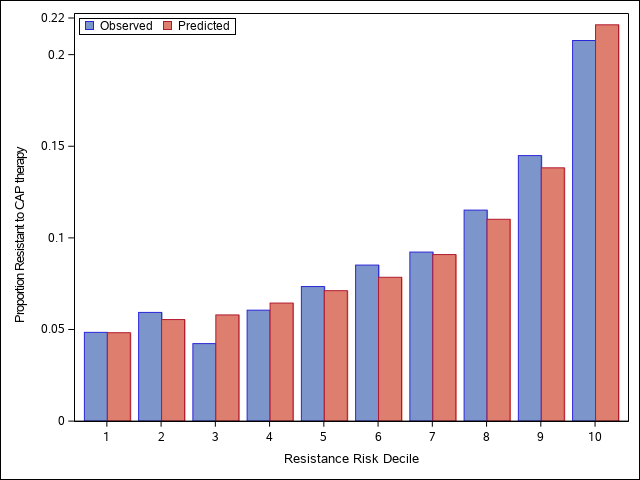 0.22
Observed Predicted
0.2
0.15
0.1
0.05
0
Proportion Resistant to CAP therapy
1 2 3 4 5 6 7 8 9 10
Resistance Risk Decile